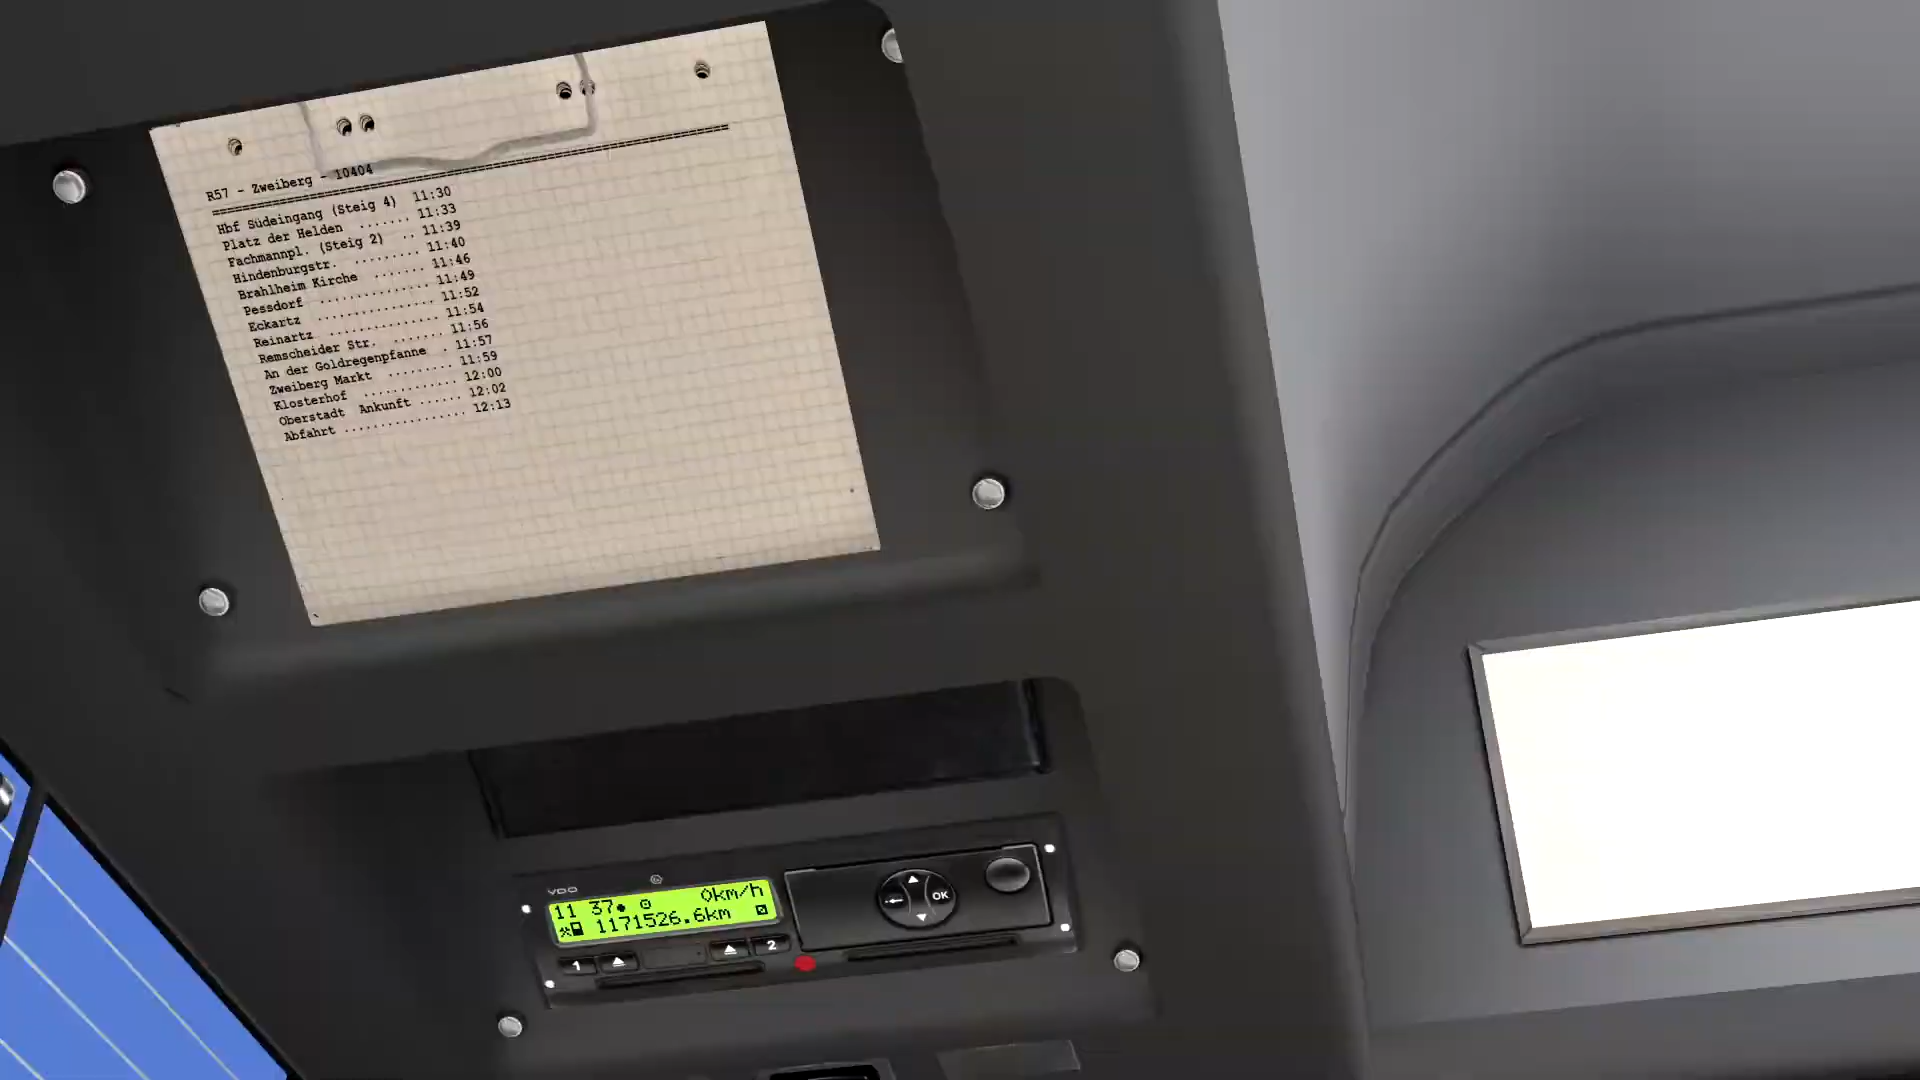 R57 - Zweiberg - 10404
Hbf Südeingang (Steig 4) 11:30
Platz der Helden ....... 11:33
Fachmannpl. (Steig 2) .. 11:39
Hindenburgstr. ......... 11:40
Brahlheim Kirche ....... 11:46
Pessdorf ............... 11:49
Eckartz ................ 11:52
Reinartz ............... 11:54
Remscheider Str. ....... 11:56
An der Goldregenpfanne . 11:57
Zweiberg Markt ......... 11:59
Klosterhof ............. 12:00
Oberstadt Ankunft ...... 12:02
Abfahrt ................. 12:13
VDO
11 37 0km/h
1171526.6km
1 2
OK